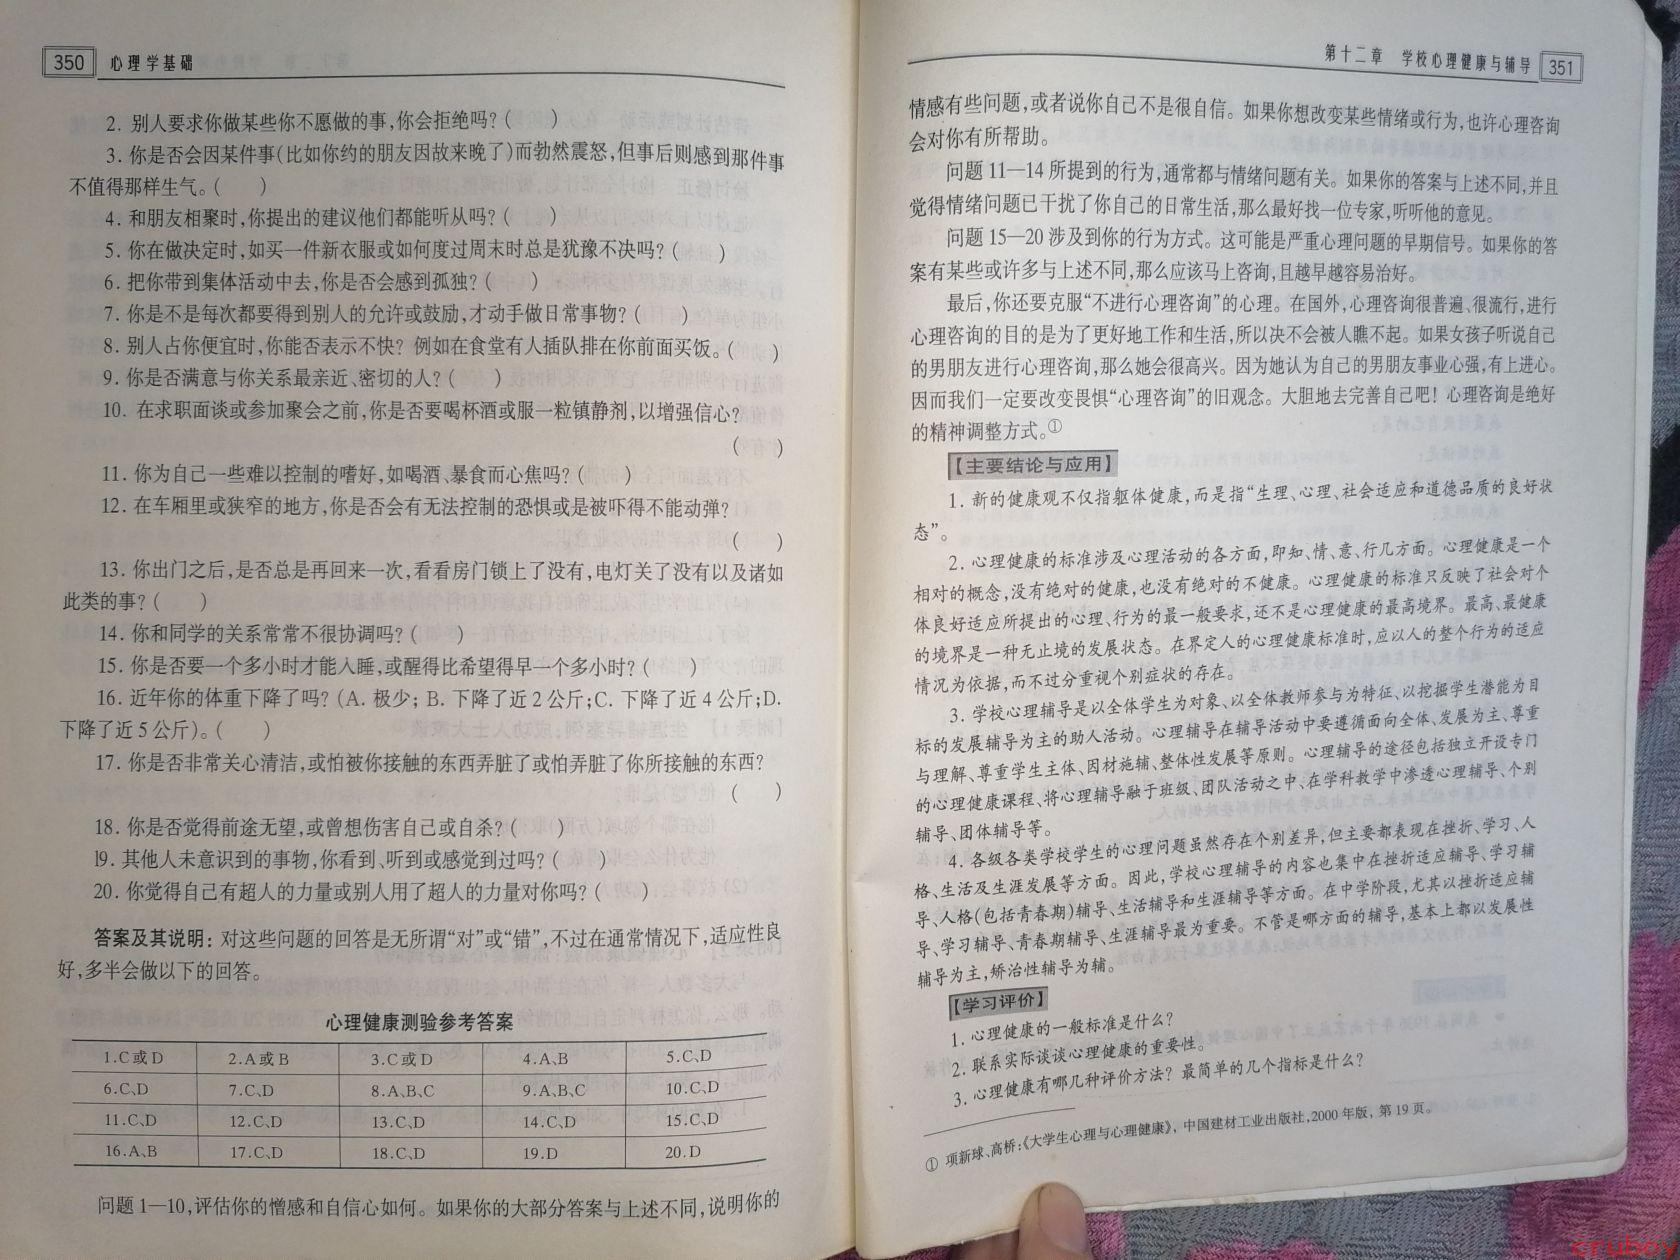 350 心理学基础
2. 别人要求你做某些你不愿做的事,你会拒绝吗?(  )
3. 你是否会因某件事(比如你约的朋友因故来晚了)而勃然震怒,但事后则感到那件事
不值得那样生气。(  )
4. 和朋友相聚时,你提出的建议他们都能听从吗?(  )
5. 你在做决定时,如买一件新衣服或如何度过周末时总是犹豫不决吗?(  )
6. 把你带到集体活动中去,你是否会感到孤独?(  )
7. 你是不是每次都要得到别人的允许或鼓励,才动手做日常事物?(  )
8. 别人占你便宜时,你能否表示不快? 例如在食堂有人插队排在你前面买饭。(  )
9. 你是否满意与你关系最亲近、密切的人?(  )
10. 在求职面谈或参加聚会之前,你是否要喝杯酒或服一粒镇静剂,以增强信心?
(  )
11. 你为自己一些难以控制的嗜好,如喝酒、暴食而心焦吗?(  )
12. 在车厢里或狭窄的地方,你是否会有无法控制的恐惧或是被吓得不能动弹?
(  )
13. 你出门之后,是否总是再回来一次,看看房门锁上了没有,电灯关了没有以及诸如
此类的事?(  )
14. 你和同学的关系常常不很协调吗?(  )
15. 你是否要一个多小时才能入睡,或醒得比希望得早一个多小时?(  )
16. 近年你的体重下降了吗?(A. 极少; B. 下降了近2公斤;C. 下降了近4公斤;D.
下降了近5公斤)。(  )
17. 你是否非常关心清洁,或怕被你接触的东西弄脏了或怕弄脏了你所接触的东西?
(  )
18. 你是否觉得前途无望,或曾想伤害自己或自杀?(  )
19. 其他人未意识到的事物,你看到、听到或感觉到过吗?(  )
20. 你觉得自己有超人的力量或别人用了超人的力量对你吗?(  )
答案及其说明: 对这些问题的回答是无所谓“对”或“错”,不过在通常情况下,适应性良
好,多半会做以下的回答。
心理健康测验参考答案
1.C或D 2.A或B 3.C或D 4.A、B 5.C、D
6.C、D 7.C、D 8.A、B、C 9.A、B、C 10.C、D
11.C、D 12.C、D 13.C、D 14.C、D 15.C、D
16.A、B 17.C、D 18.C、D 19.D 20.D
问题1—10,评估你的憎感和自信心如何。如果你的大部分答案与上述不同,说明你的
第十二章 学校心理健康与辅导 351
情感有些问题,或者说你自己不是很自信。如果你想改变某些情绪或行为,也许心理咨询
会对你有所帮助。
问题11—14所提到的行为,通常都与情绪问题有关。如果你的答案与上述不同,并且
觉得情绪问题已干扰了你自己的日常生活,那么最好找一位专家,听听他的意见。
问题15—20涉及到你的行为方式。这可能是严重心理问题的早期信号。如果你的答
案有某些或许多与上述不同,那么应该马上咨询,且越早越容易治好。
最后,你还要克服“不进行心理咨询”的心理。在国外,心理咨询很普遍、很流行,进行
心理咨询的目的是为了更好地工作和生活,所以决不会被人瞧不起。如果女孩子听说自己
的男朋友进行心理咨询,那么她会很高兴。因为她认为自己的男朋友事业心强,有上进心。
因而我们一定要改变畏惧“心理咨询”的旧观念。大胆地去完善自己吧! 心理咨询是绝好
的精神调整方式。①
【主要结论与应用】
1. 新的健康观不仅指躯体健康,而是指“生理、心理、社会适应和道德品质的良好状
态”。
2. 心理健康的标准涉及心理活动的各方面,即知、情、意、行几方面。心理健康是一个
相对的概念,没有绝对的健康,也没有绝对的不健康。心理健康的标准只反映了社会对个
体良好适应所提出的心理、行为的最一般要求,还不是心理健康的最高境界。最高、最健康
的境界是一种无止境的发展状态。在界定人的心理健康标准时,应以人的整个行为的适应
情况为依据,而不过分重视个别症状的存在。
3. 学校心理辅导是以全体学生为对象、以全体教师参与为特征、以挖掘学生潜能为目
标的发展辅导为主的助人活动。心理辅导在辅导活动中要遵循面向全体、发展为主、尊重
与理解、尊重学生主体、因材施辅、整体性发展等原则。心理辅导的途径包括独立开设专门
的心理健康课程、将心理辅导融于班级、团队活动之中、在学科教学中渗透心理辅导、个别
辅导、团体辅导等。
4. 各级各类学校学生的心理问题虽然存在个别差异,但主要都表现在挫折、学习、人
格、生活及生涯发展等方面。因此,学校心理辅导的内容也集中在挫折适应辅导、学习辅
导、人格(包括青春期)辅导、生活辅导和生涯辅导等方面。在中学阶段,尤其以挫折适应辅
导、学习辅导、青春期辅导、生涯辅导最为重要。不管是哪方面的辅导,基本上都以发展性
辅导为主,矫治性辅导为辅。
【学习评价】
1. 心理健康的一般标准是什么?
2. 联系实际谈谈心理健康的重要性。
3. 心理健康有哪几种评价方法? 最简单的几个指标是什么?
① 项新球、高桥:《大学生心理与心理健康》, 中国建材工业出版社,2000年版, 第19页。
cruboy